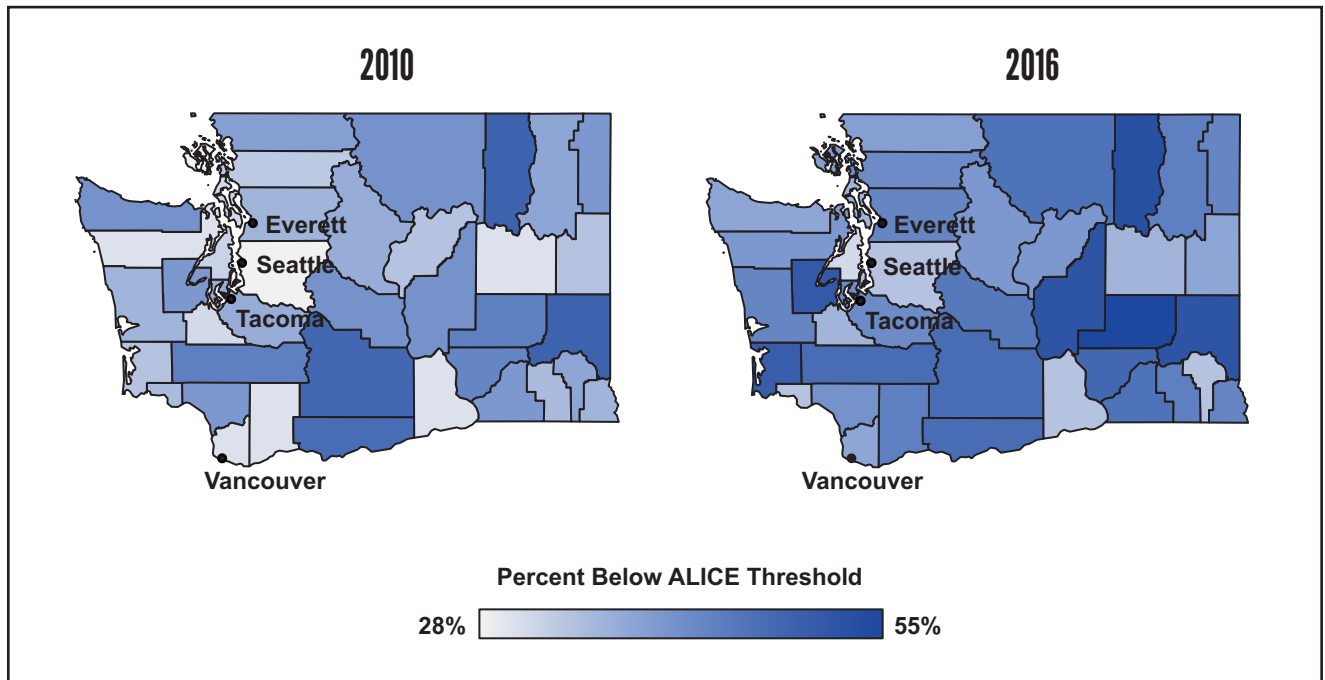 2010
2016
Everett
Seattle
Tacoma
Vancouver
Everett
Seattle
Tacoma
Vancouver
Percent Below ALICE Threshold
28%
55%